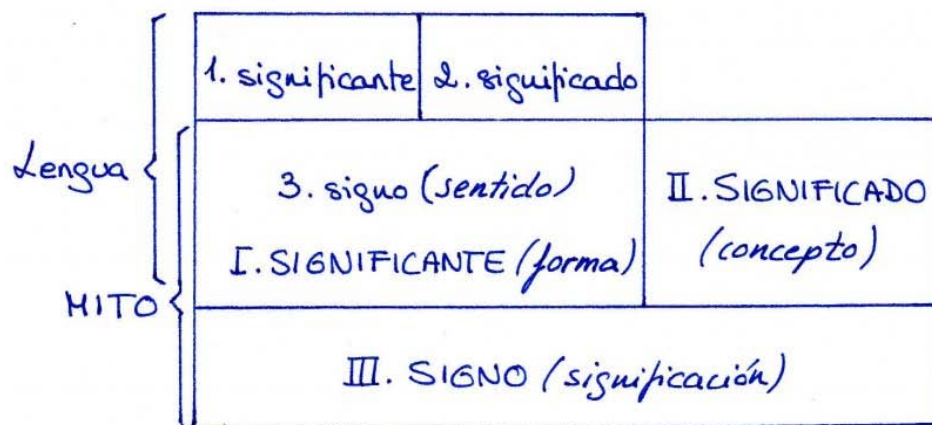 1. significante 2. significado
Lengua
3. signo (sentido)
II. SIGNIFICADO
I. SIGNIFICANTE (forma)
(concepto)
MITO
III. SIGNO (significación)